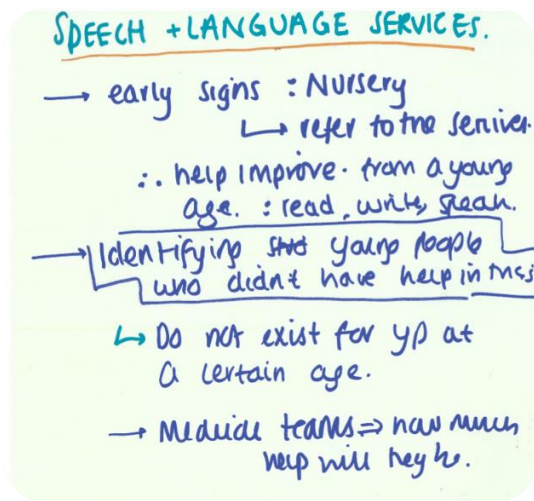 SPEECH + LANGUAGE SERVICES.
→ early signs : Nursery
↳ refer to the service.
∴ help improve. from a young
age. : read, write, speak.
→ Identifying young people
who didn't have help in this
↳ Do not exist for yp at
a certain age.
→ Medical teams ⇒ how much
help will they be.